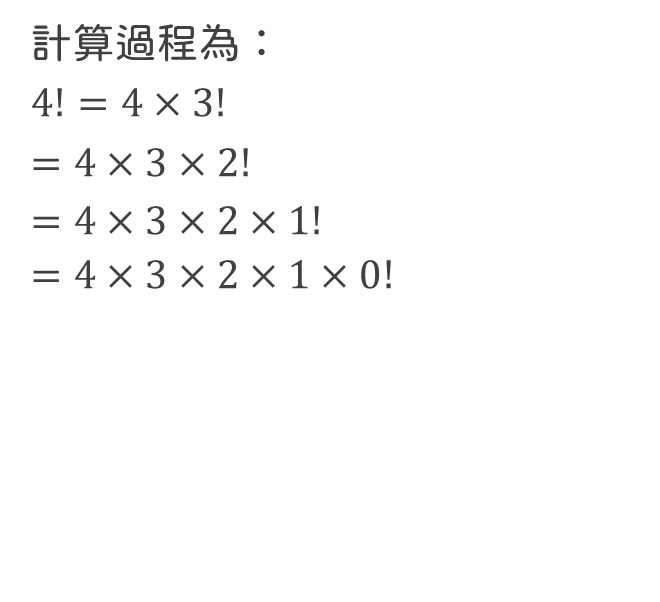 計算過程為：
4! = 4 × 3!
= 4 × 3 × 2!
= 4 × 3 × 2 × 1!
= 4 × 3 × 2 × 1 × 0!